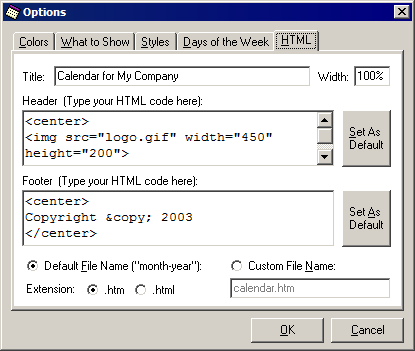 Options
Colors What to Show Styles Days of the Week HTML
Title: Calendar for My Company Width: 100%
Header (Type your HTML code here):
<center>
<img src="logo.gif" width="450"
height="200">
Set As
Default
Footer (Type your HTML code here):
<center>
Copyright &copy; 2003
</center>
Set As
Default
Default File Name ("month-year"): Custom File Name:
Extension: .htm .html calendar.htm
OK Cancel